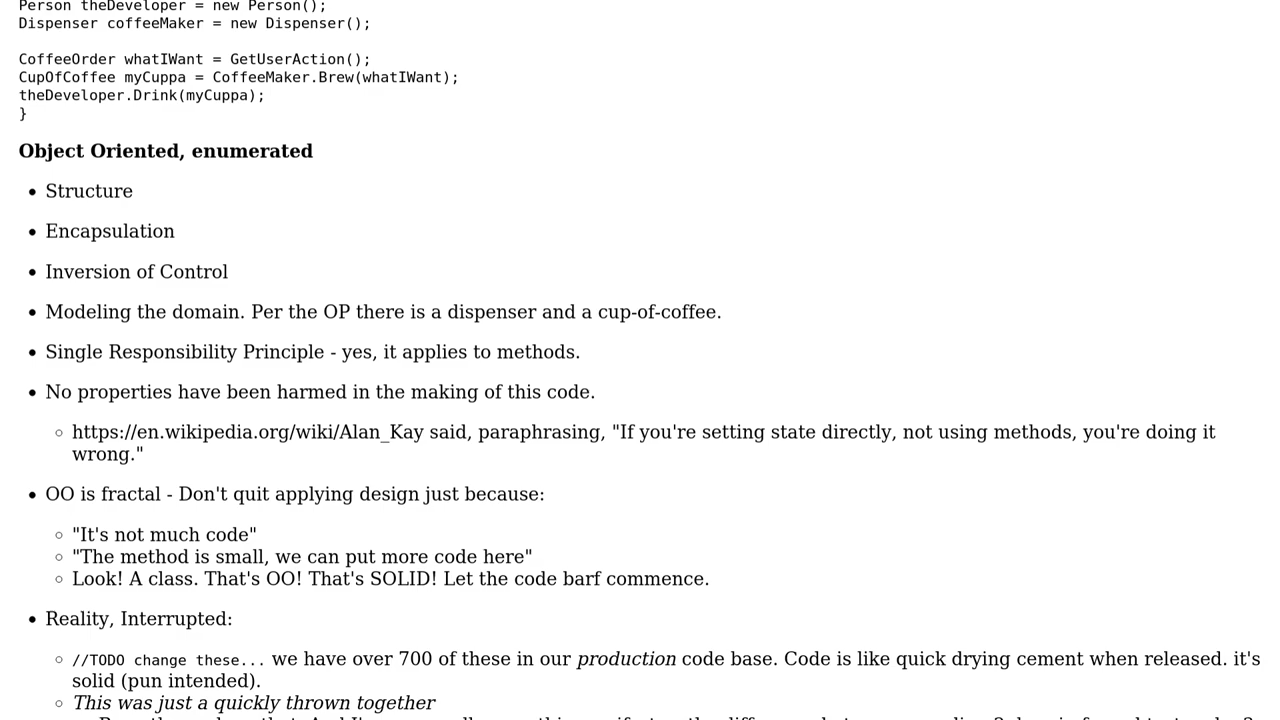 Person theDeveloper = new Person();
Dispenser coffeeMaker = new Dispenser();
CoffeeOrder whatIWant = GetUserAction();
CupOfCoffee myCuppa = CoffeeMaker.Brew(whatIWant);
theDeveloper.Drink(myCuppa);
}
Object Oriented, enumerated
• Structure
• Encapsulation
• Inversion of Control
• Modeling the domain. Per the OP there is a dispenser and a cup-of-coffee.
• Single Responsibility Principle - yes, it applies to methods.
• No properties have been harmed in the making of this code.
◦ https://en.wikipedia.org/wiki/Alan_Kay said, paraphrasing, "If you're setting state directly, not using methods, you're doing it
wrong."
• OO is fractal - Don't quit applying design just because:
◦ "It's not much code"
◦ "The method is small, we can put more code here"
◦ Look! A class. That's OO! That's SOLID! Let the code barf commence.
• Reality, Interrupted:
◦ //TODO change these... we have over 700 of these in our production code base. Code is like quick drying cement when released. it's
solid (pun intended).
◦ This was just a quickly thrown together